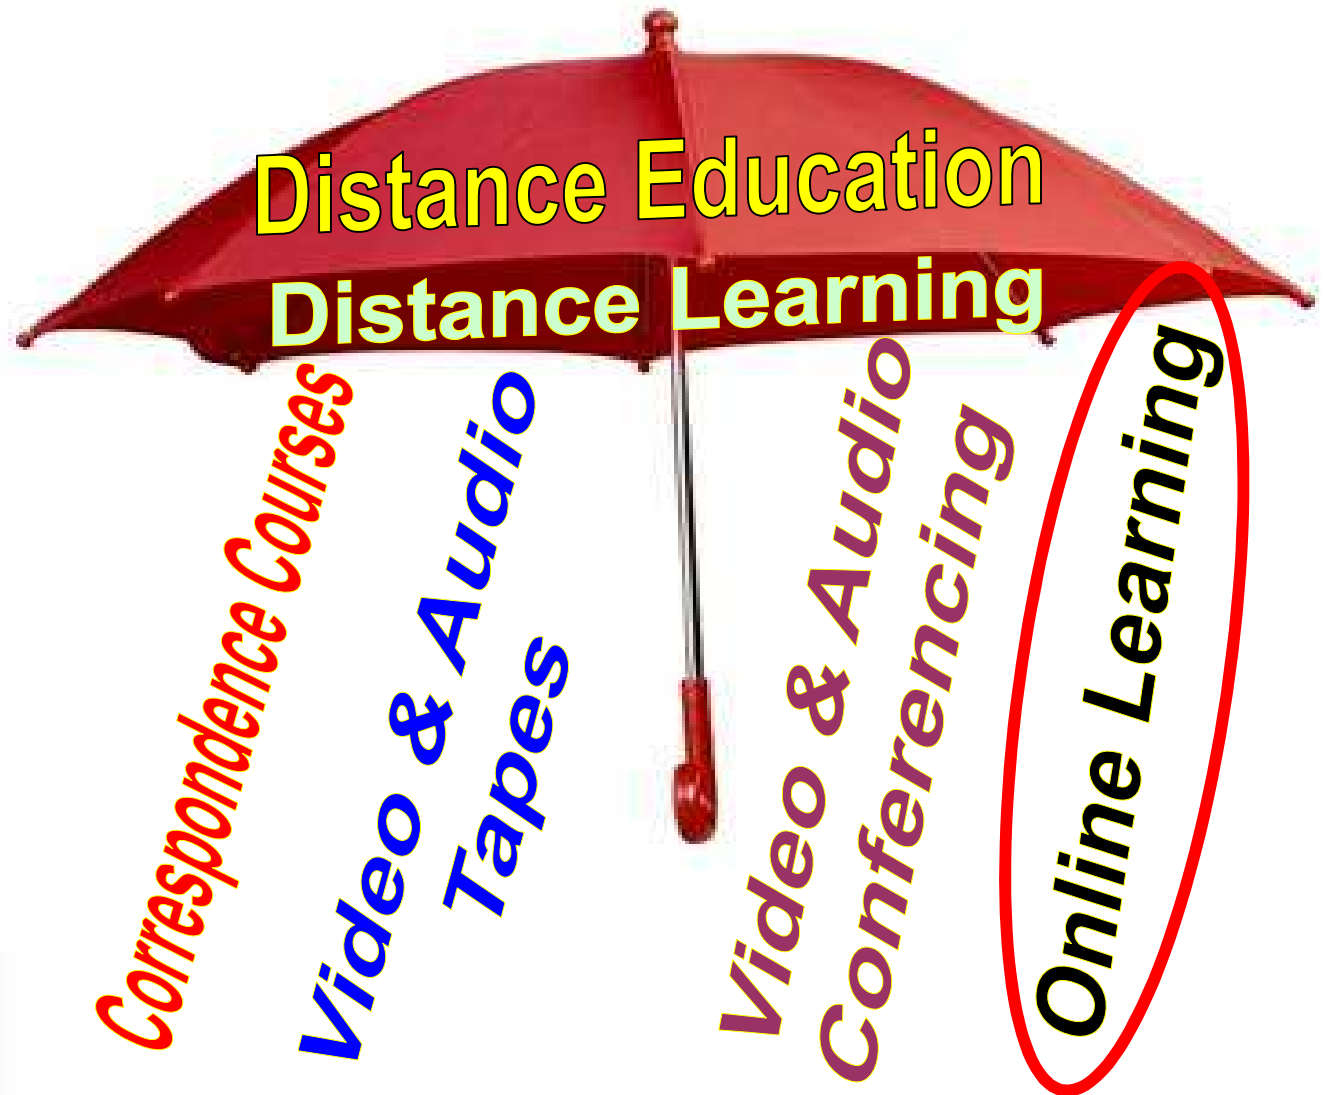 Distance Education
Distance Learning
Correspondence Courses
Video & Audio
Tapes
Video & Audio
Conferencing
Online Learning